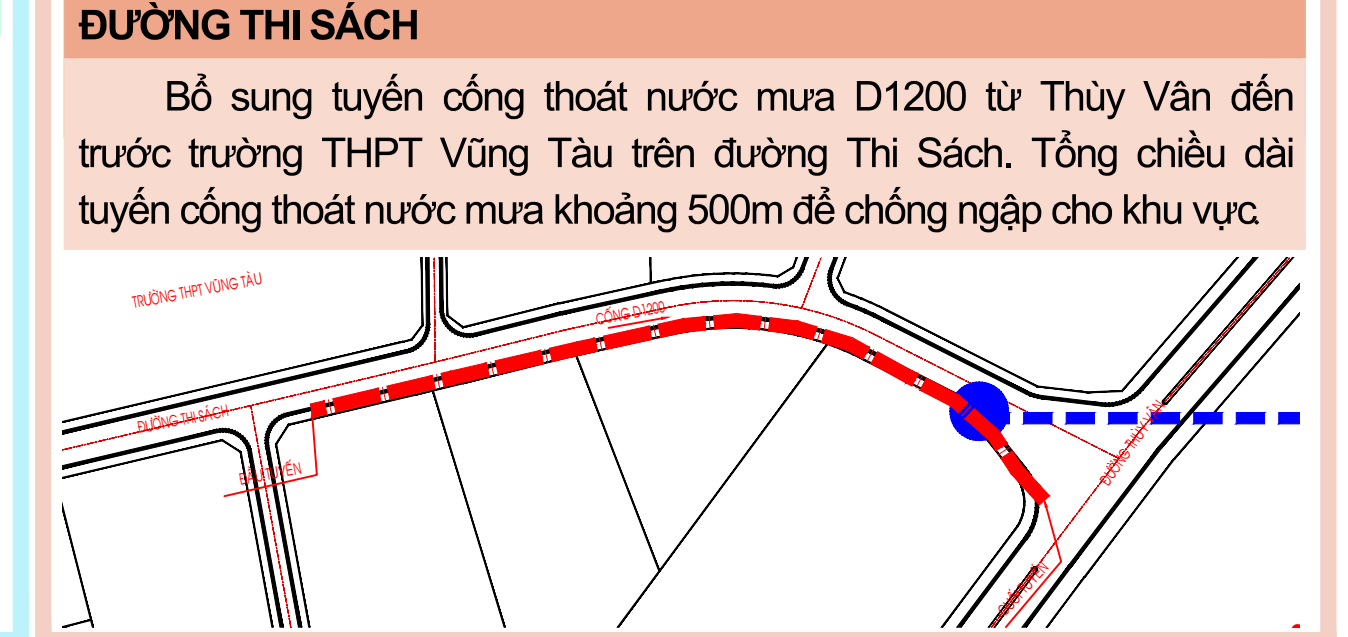 ĐƯỜNG THI SÁCH
Bổ sung tuyến cống thoát nước mưa D1200 từ Thùy Vân đến
trước trường THPT Vũng Tàu trên đường Thi Sách. Tổng chiều dài
tuyến cống thoát nước mưa khoảng 500m để chống ngập cho khu vực.
TRƯỜNG THPT VŨNG TÀU
CỐNG D1200
ĐƯỜNG THI SÁCH
ĐƯỜNG THÙY VÂN
ĐẦU TUYẾN
CUỐI TUYẾN